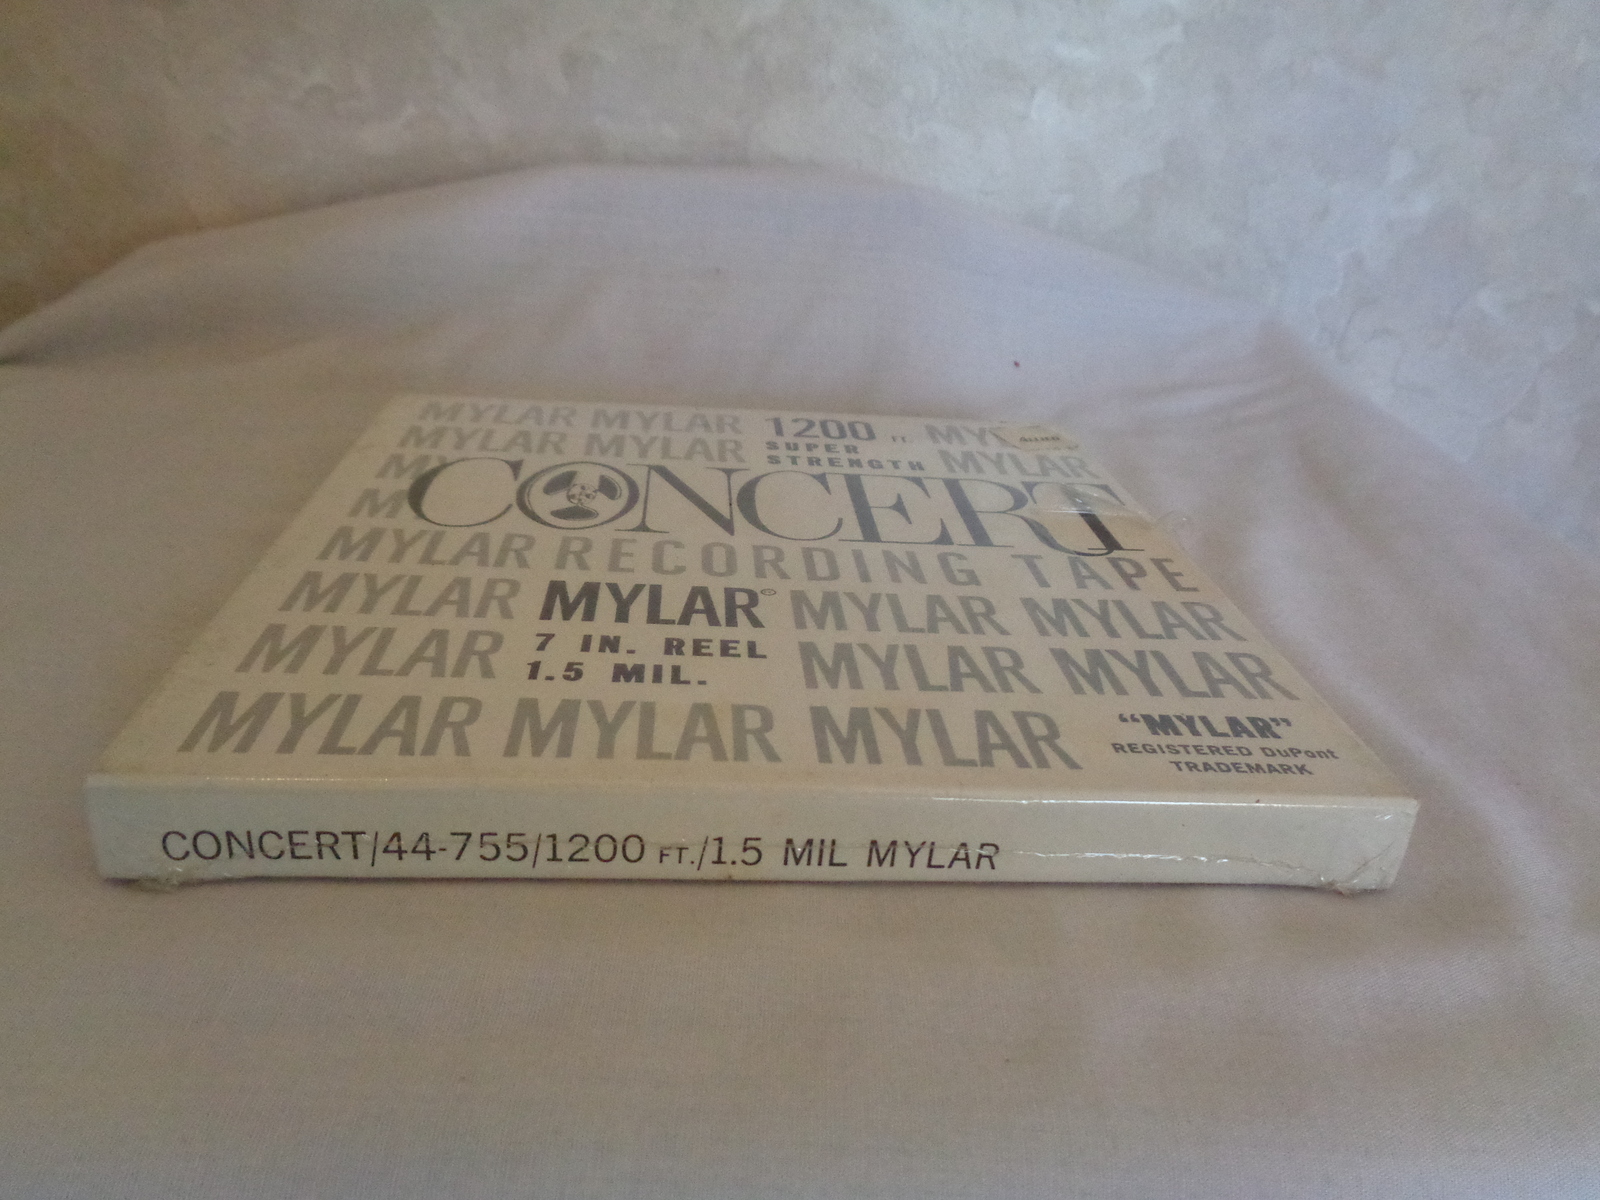 MYLAR MYLAR 1200 FT. MY
MYLAR MYLAR SUPER
STRENGTH MYLAR
MY
CONCERT
M
MYLAR RECORDING TAPE
MYLAR MYLAR® MYLAR MYLAR
MYLAR 7 IN. REEL MYLAR MYLAR
1.5 MIL.
MYLAR MYLAR MYLAR "MYLAR"
REGISTERED DuPont
TRADEMARK
CONCERT/44-755/1200 FT./1.5 MIL MYLAR